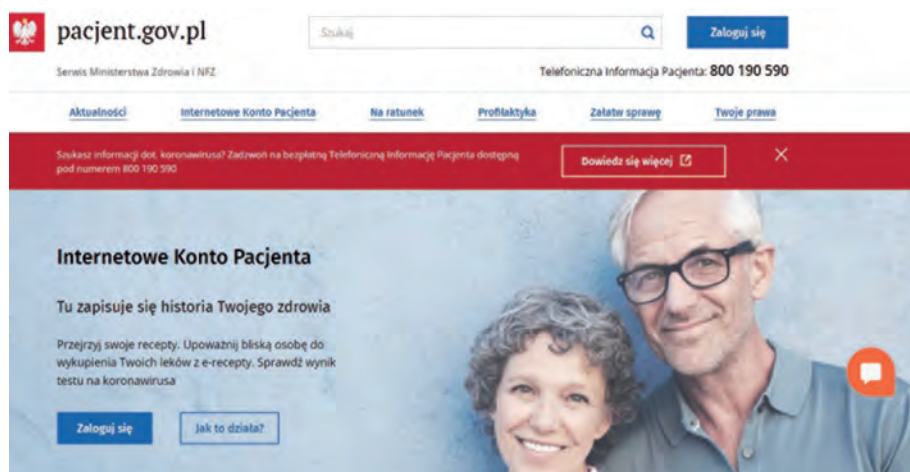 pacjent.gov.pl
Szukaj
Zaloguj się
Serwis Ministerstwa Zdrowia i NFZ
Telefoniczna Informacja Pacjenta: 800 190 590
Aktualności
Internetowe Konto Pacjenta
Na ratunek
Profilaktyka
Załatw sprawę
Twoje prawa
Szukasz informacji dot. koronawirusa? Zadzwoń na bezpłatną Telefoniczną Informację Pacjenta dostępną
pod numerem 800 190 590
Dowiedz się więcej
Internetowe Konto Pacjenta
Tu zapisuje się historia Twojego zdrowia
Przejrzyj swoje recepty. Upoważnij bliską osobę do
wykupienia Twoich leków z e-recepty. Sprawdź wynik
testu na koronawirusa
Zaloguj się
Jak to działa?